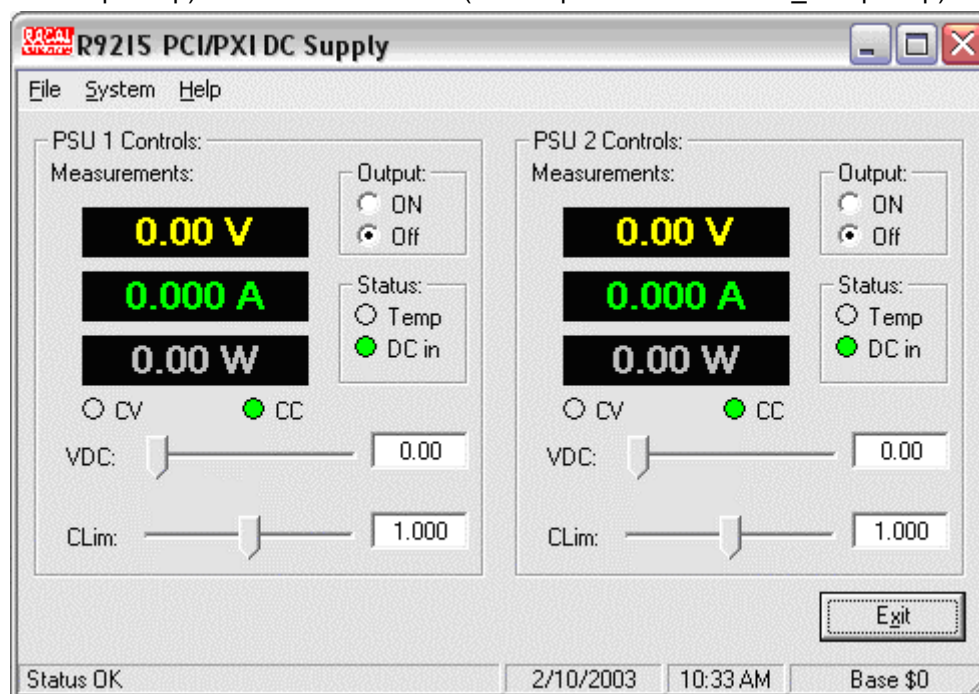 RACAL
R9215 PCI/PXI DC Supply
File System Help
PSU 1 Controls:
Measurements:
0.00 V
0.000 A
0.00 W
Output:
ON
Off
Status:
Temp
DC in
CV CC
VDC: 0.00
CLim: 1.000
PSU 2 Controls:
Measurements:
0.00 V
0.000 A
0.00 W
Output:
ON
Off
Status:
Temp
DC in
CV CC
VDC: 0.00
CLim: 1.000
Exit
Status OK 2/10/2003 10:33 AM Base $0